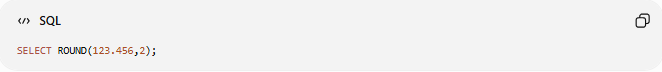 </> SQL
SELECT ROUND(123.456,2);